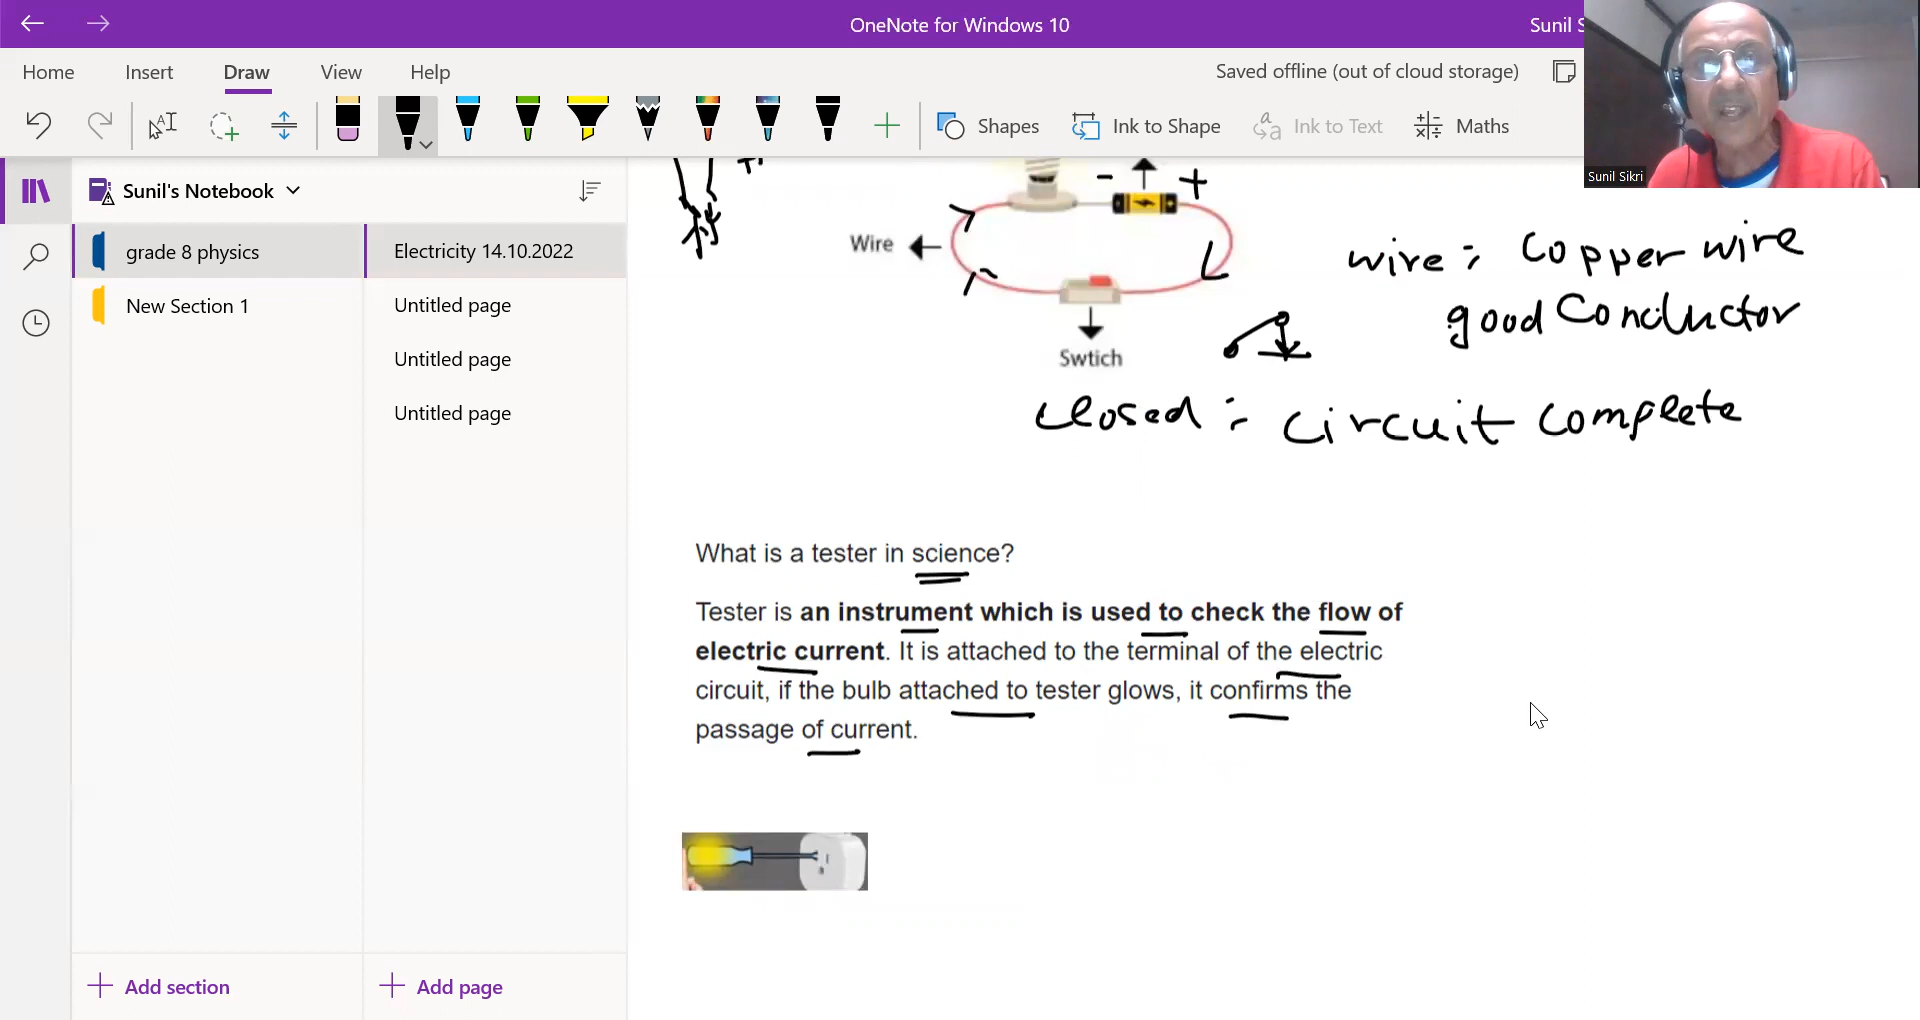 OneNote for Windows 10
Sunil S
Home Insert Draw View Help
Saved offline (out of cloud storage)
Shapes Ink to Shape Ink to Text Maths
Sunil Sikri
Sunil's Notebook
grade 8 physics
New Section 1
Electricity 14.10.2022
Untitled page
Untitled page
Untitled page
- +
Wire
Swtich
wire : Copper wire
good Conductor
closed : circuit complete
What is a tester in science?
Tester is an instrument which is used to check the flow of
electric current. It is attached to the terminal of the electric
circuit, if the bulb attached to tester glows, it confirms the
passage of current.
Add section
Add page